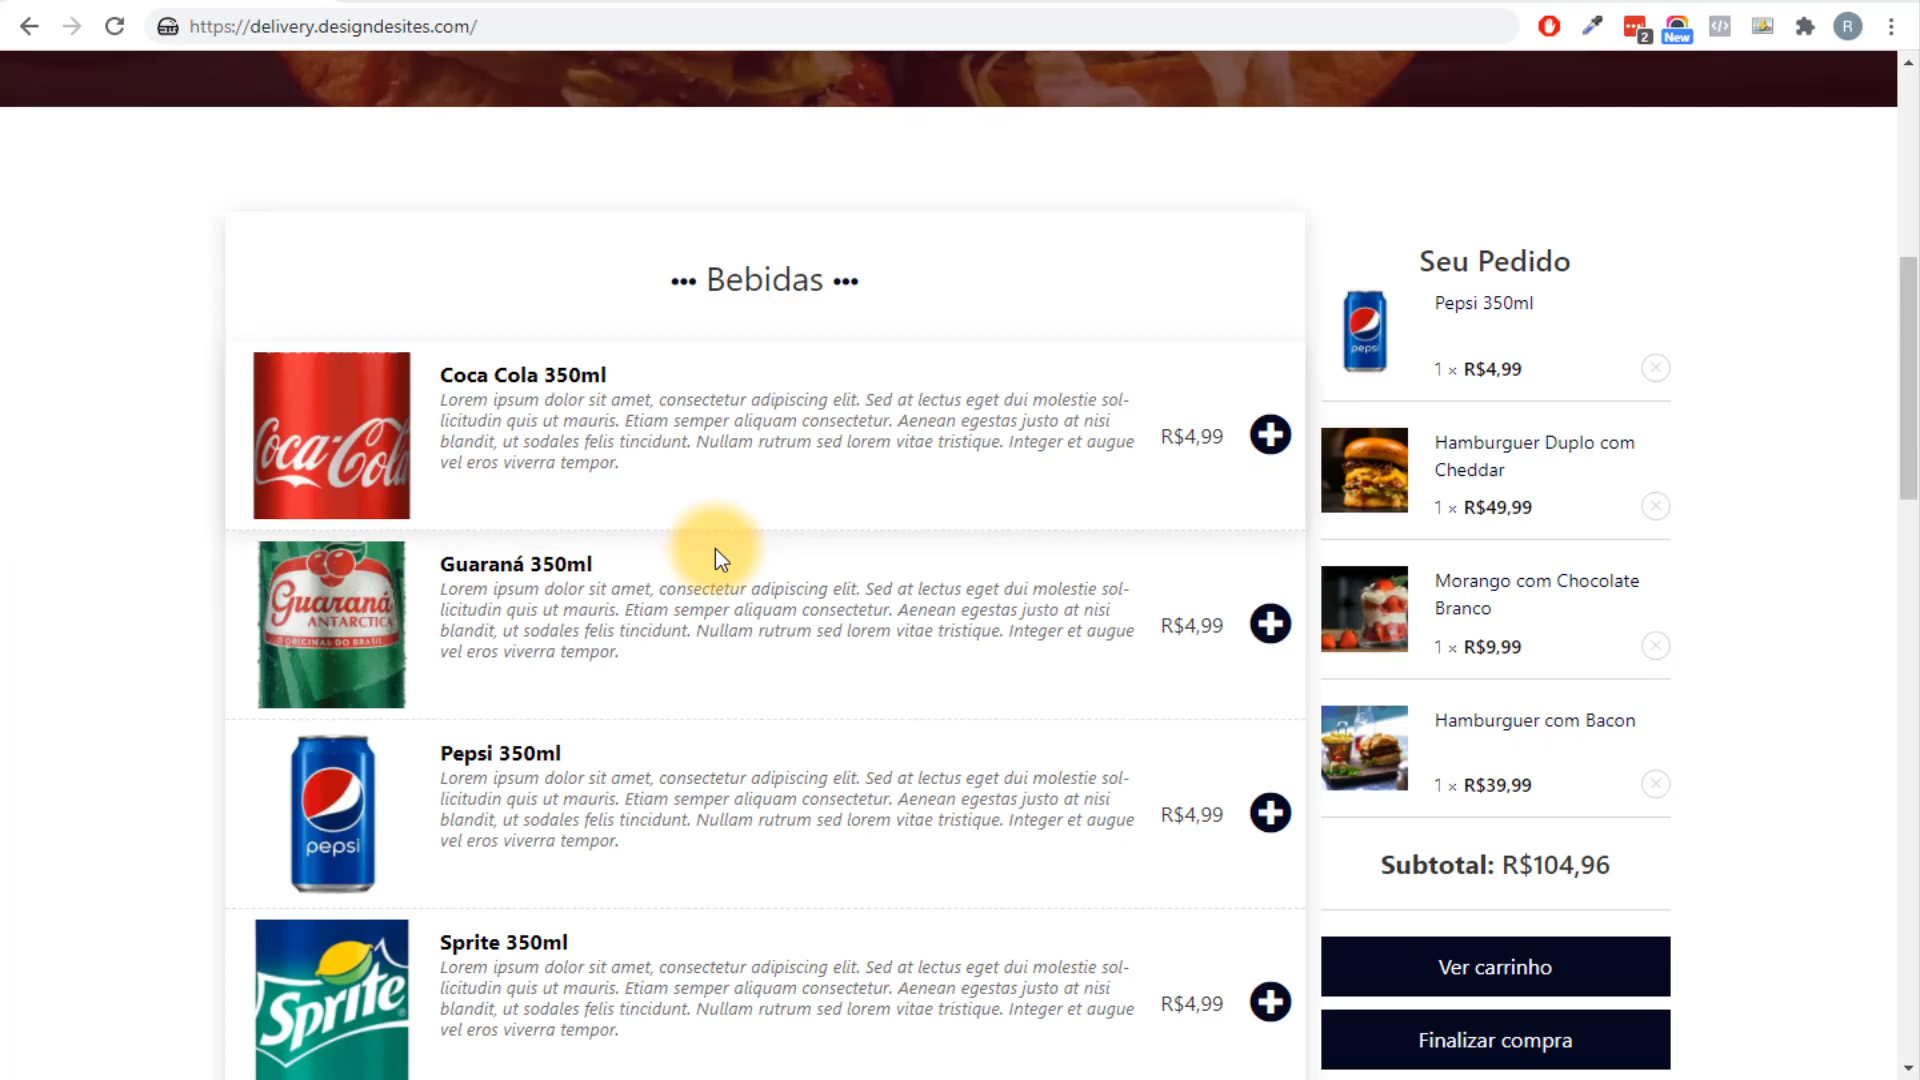 https://delivery.designdesites.com/
2
New
R
••• Bebidas •••
Coca-Cola
Coca Cola 350ml
Lorem ipsum dolor sit amet, consectetur adipiscing elit. Sed at lectus eget dui molestie sol-
licitudin quis ut mauris. Etiam semper aliquam consectetur. Aenean egestas justo at nisi
blandit, ut sodales felis tincidunt. Nullam rutrum sed lorem vitae tristique. Integer et augue
vel eros viverra tempor.
R$4,99
Guaraná
ANTARCTICA
O ORIGINAL DO BRASIL
Guaraná 350ml
Lorem ipsum dolor sit amet, consectetur adipiscing elit. Sed at lectus eget dui molestie sol-
licitudin quis ut mauris. Etiam semper aliquam consectetur. Aenean egestas justo at nisi
blandit, ut sodales felis tincidunt. Nullam rutrum sed lorem vitae tristique. Integer et augue
vel eros viverra tempor.
R$4,99
pepsi
Pepsi 350ml
Lorem ipsum dolor sit amet, consectetur adipiscing elit. Sed at lectus eget dui molestie sol-
licitudin quis ut mauris. Etiam semper aliquam consectetur. Aenean egestas justo at nisi
blandit, ut sodales felis tincidunt. Nullam rutrum sed lorem vitae tristique. Integer et augue
vel eros viverra tempor.
R$4,99
Sprite
Sprite 350ml
Lorem ipsum dolor sit amet, consectetur adipiscing elit. Sed at lectus eget dui molestie sol-
licitudin quis ut mauris. Etiam semper aliquam consectetur. Aenean egestas justo at nisi
blandit, ut sodales felis tincidunt. Nullam rutrum sed lorem vitae tristique. Integer et augue
vel eros viverra tempor.
R$4,99
Seu Pedido
pepsi
Pepsi 350ml
1 × R$4,99
Hamburguer Duplo com
Cheddar
1 × R$49,99
Morango com Chocolate
Branco
1 × R$9,99
Hamburguer com Bacon
1 × R$39,99
Subtotal: R$104,96
Ver carrinho
Finalizar compra